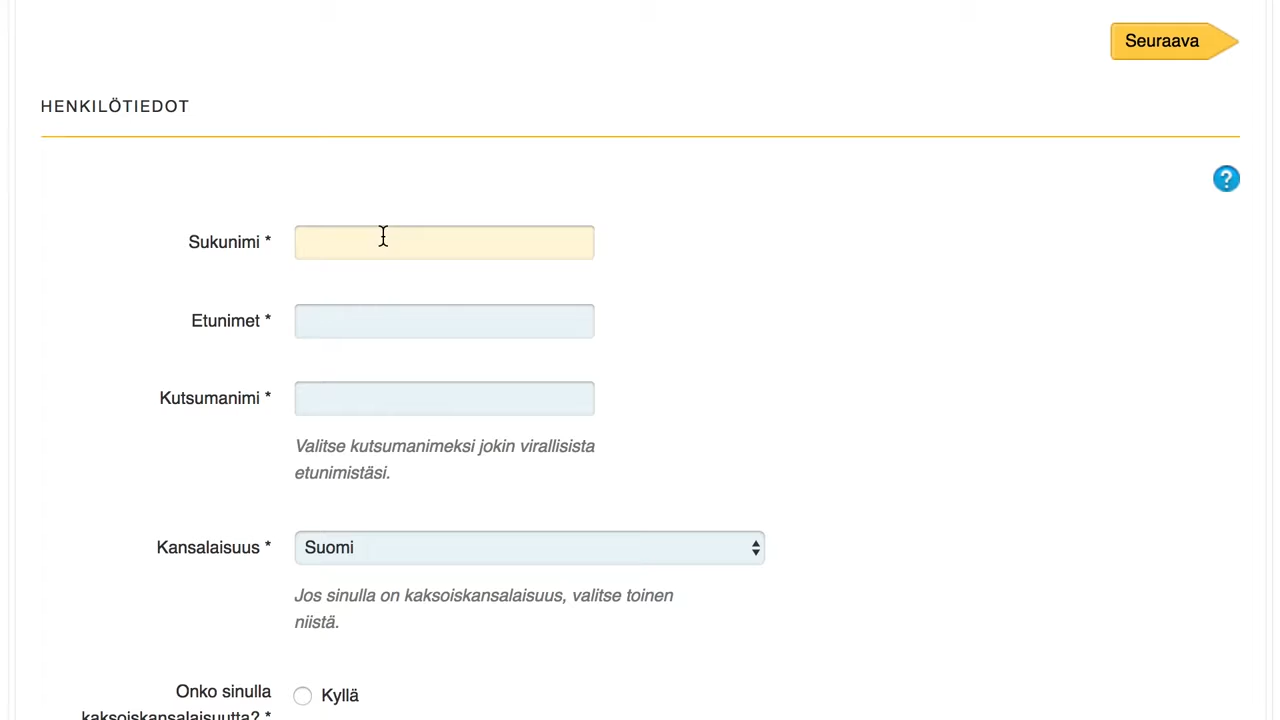 Seuraava
HENKILÖTIEDOT
?
Sukunimi *
Etunimet *
Kutsumanimi *
Valitse kutsumanimeksi jokin virallisista
etunimistäsi.
Kansalaisuus *
Suomi
Jos sinulla on kaksoiskansalaisuus, valitse toinen
niistä.
Onko sinulla
kaksoiskansalaisuutta? *
Kyllä